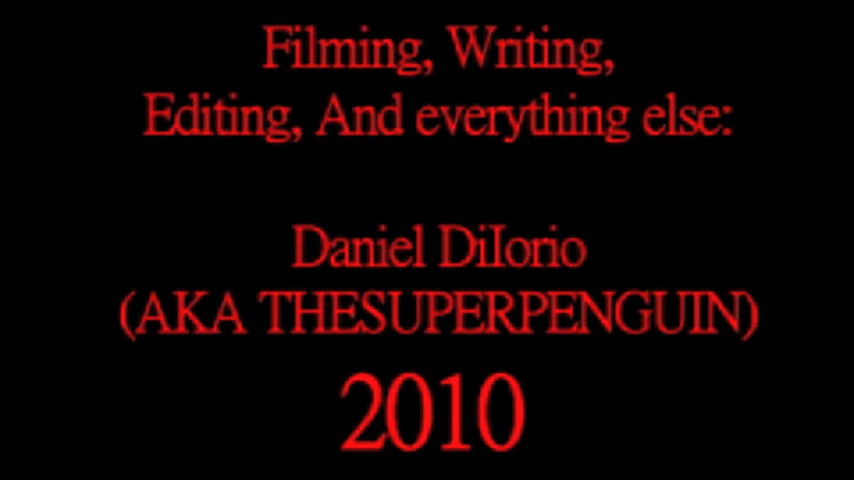 Filming, Writing,
Editing, And everything else:
Daniel DiIorio
(AKA THESUPERPENGUIN)
2010